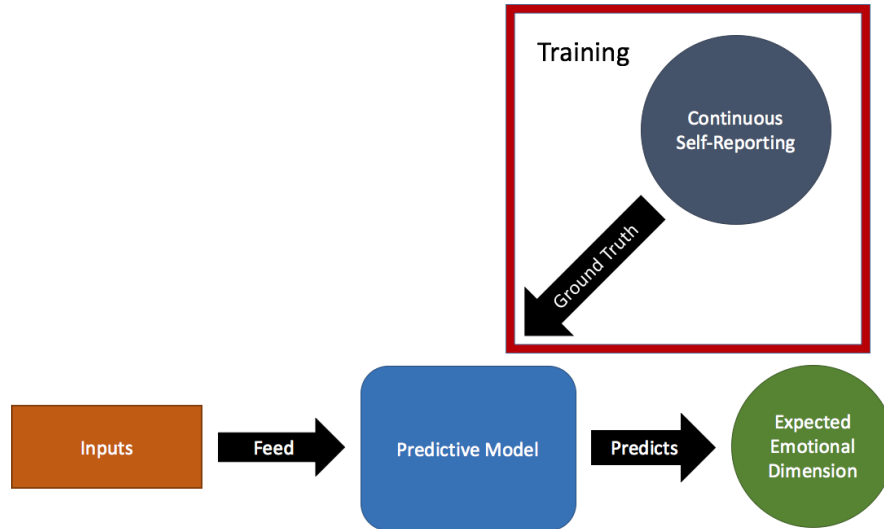 Training
Continuous
Self-Reporting
Ground Truth
Inputs
Feed
Predictive Model
Predicts
Expected
Emotional
Dimension